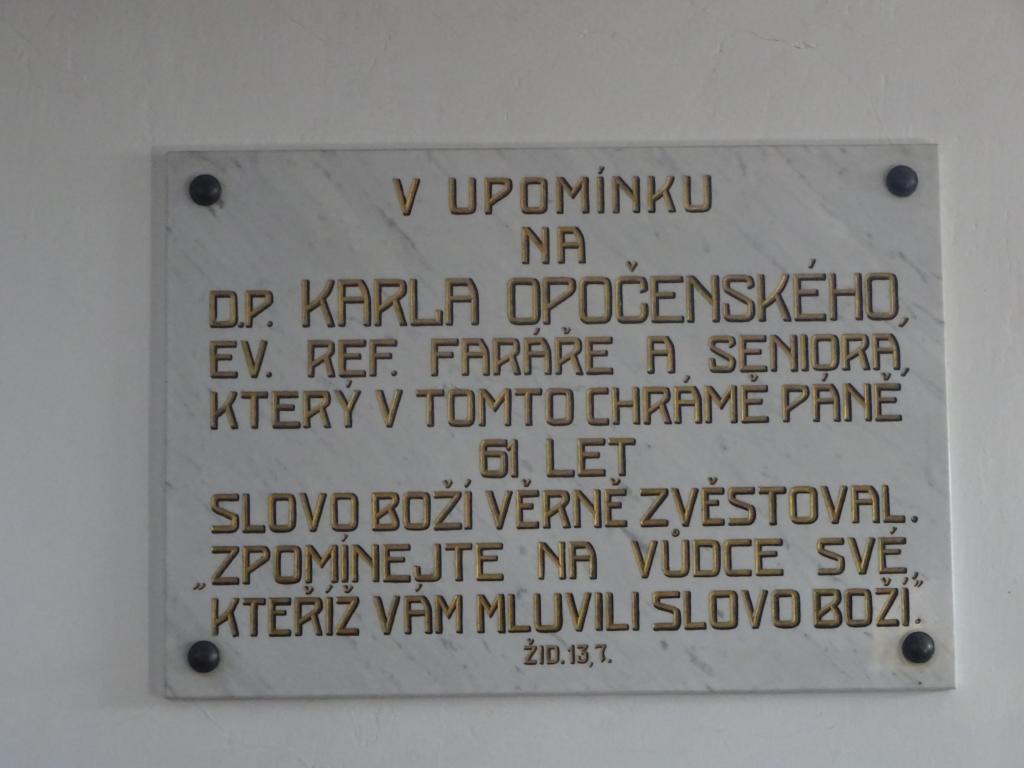 V UPOMÍNKU
NA
D.P. KARLA OPOČENSKÉHO,
EV. REF. FARÁŘE A SENIORA,
KTERÝ V TOMTO CHRÁMĚ PÁNĚ
61 LET
SLOVO BOŽÍ VĚRNĚ ZVĚSTOVAL.
„ZPOMÍNEJTE NA VŮDCE SVÉ,
KTEŘÍŽ VÁM MLUVILI SLOVO BOŽÍ."
ŽID. 13, 7.